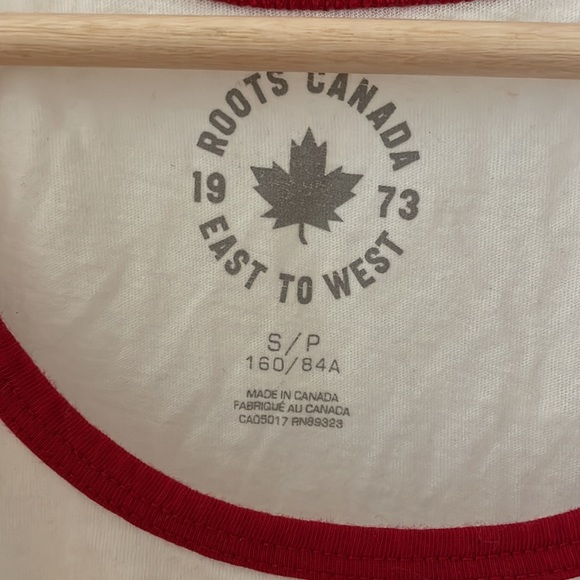 ROOTS CANADA
19 73
EAST TO WEST
S/P
160/84A
MADE IN CANADA
FABRIQUÉ AU CANADA
CA05017 RN89323